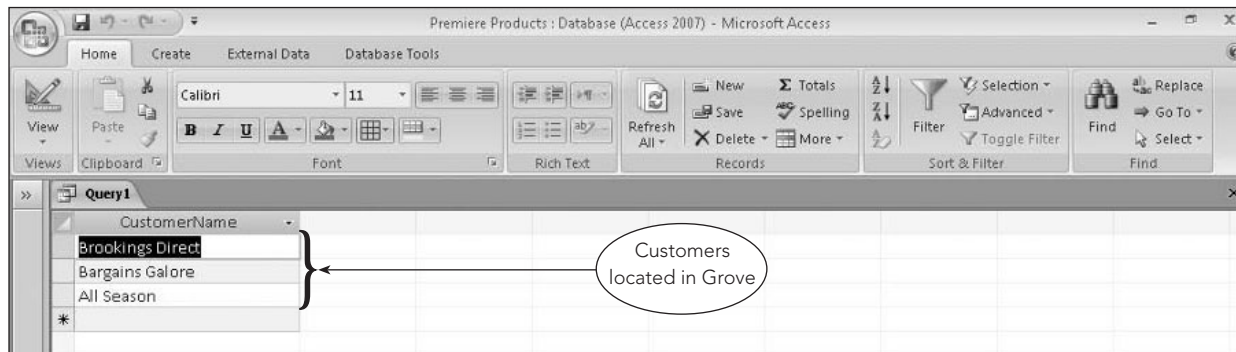 Premiere Products : Database (Access 2007) - Microsoft Access
Home Create External Data Database Tools
View
Paste
Calibri 11
B I U A
ab
Refresh All
New
Save
Delete
Σ Totals
ABC Spelling
More
Filter
Selection
Advanced
Toggle Filter
Find
Replace
Go To
Select
Views Clipboard Font Rich Text Records Sort & Filter Find
Query1
CustomerName
Brookings Direct
Bargains Galore
All Season
Customers
located in Grove